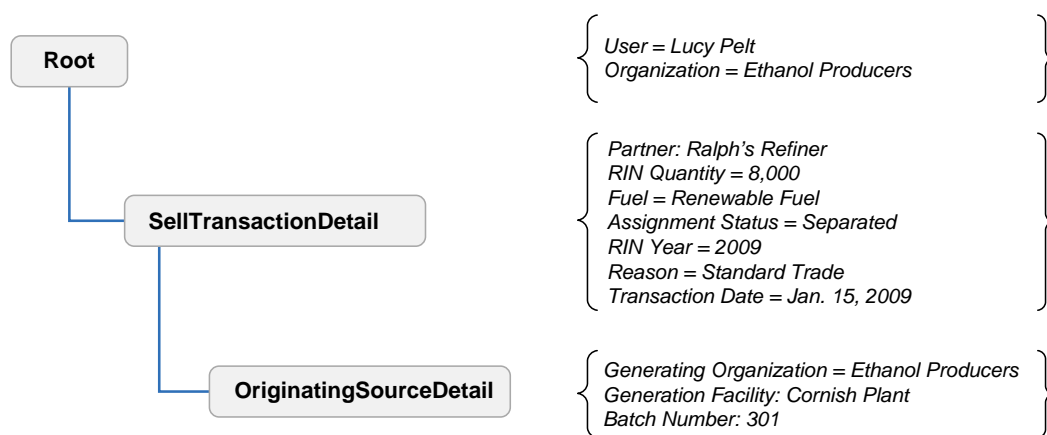 Root
User = Lucy Pelt
Organization = Ethanol Producers
SellTransactionDetail
Partner: Ralph’s Refiner
RIN Quantity = 8,000
Fuel = Renewable Fuel
Assignment Status = Separated
RIN Year = 2009
Reason = Standard Trade
Transaction Date = Jan. 15, 2009
OriginatingSourceDetail
Generating Organization = Ethanol Producers
Generation Facility: Cornish Plant
Batch Number: 301